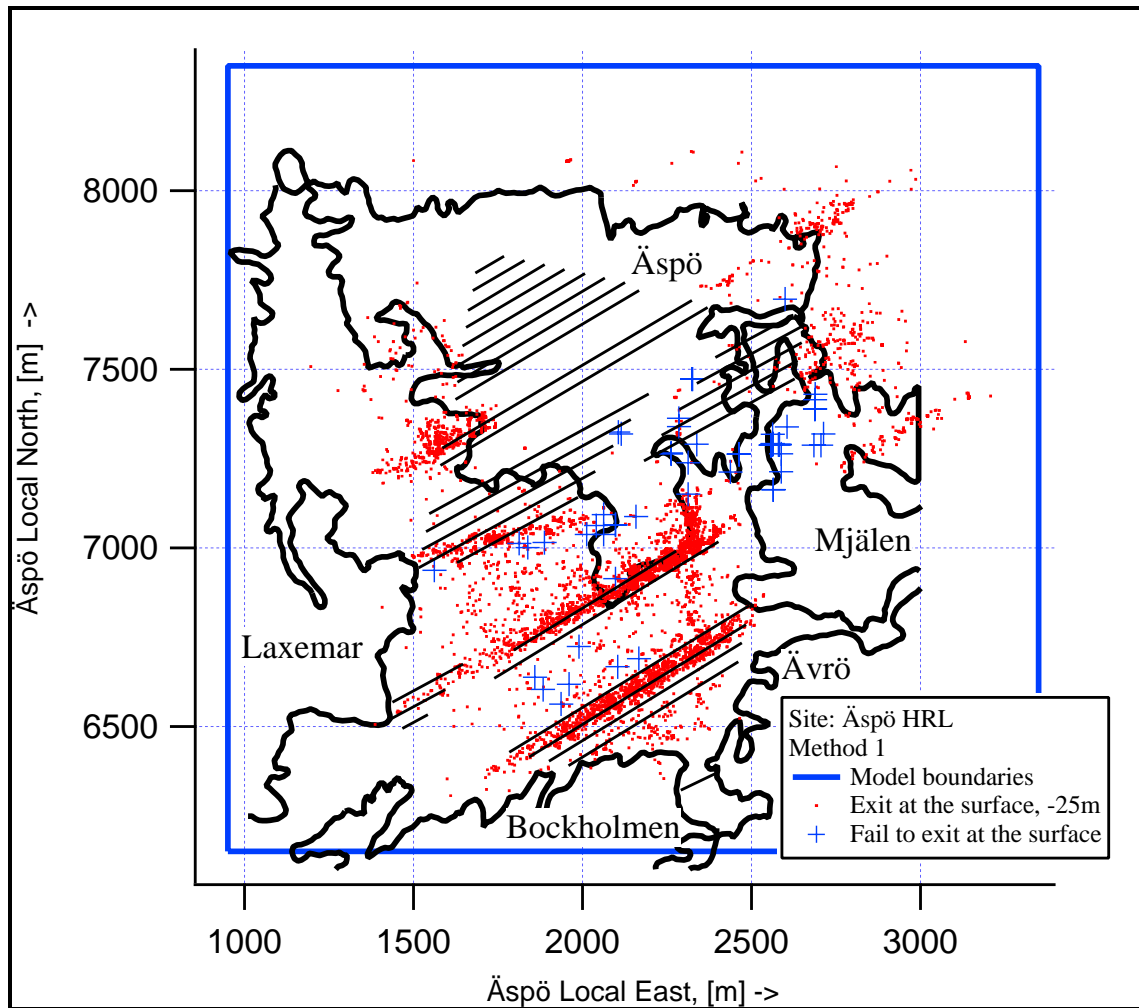 8000
7500
7000
6500
Äspö Local North, [m] ->
Äspö
Mjälen
Laxemar
Ävrö
Bockholmen
Site: Äspö HRL
Method 1
Model boundaries
Exit at the surface, -25m
Fail to exit at the surface
1000 1500 2000 2500 3000
Äspö Local East, [m] ->